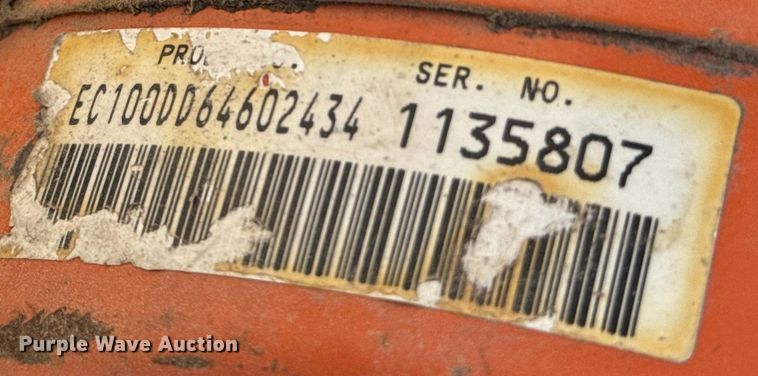 SER. NO.
EC100DD64602434 1135807
Purple Wave Auction